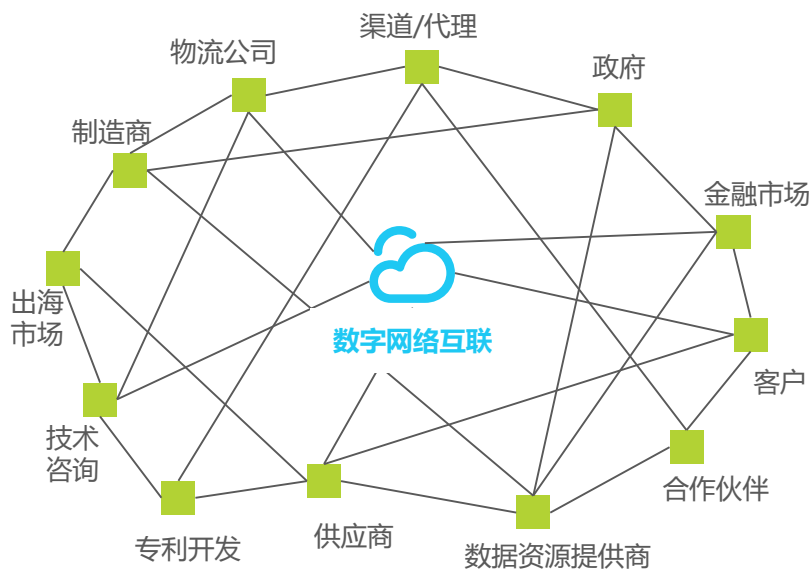 渠道/代理
物流公司
政府
制造商
金融市场
出海
市场
数字网络互联
客户
技术
咨询
合作伙伴
供应商
专利开发
数据资源提供商